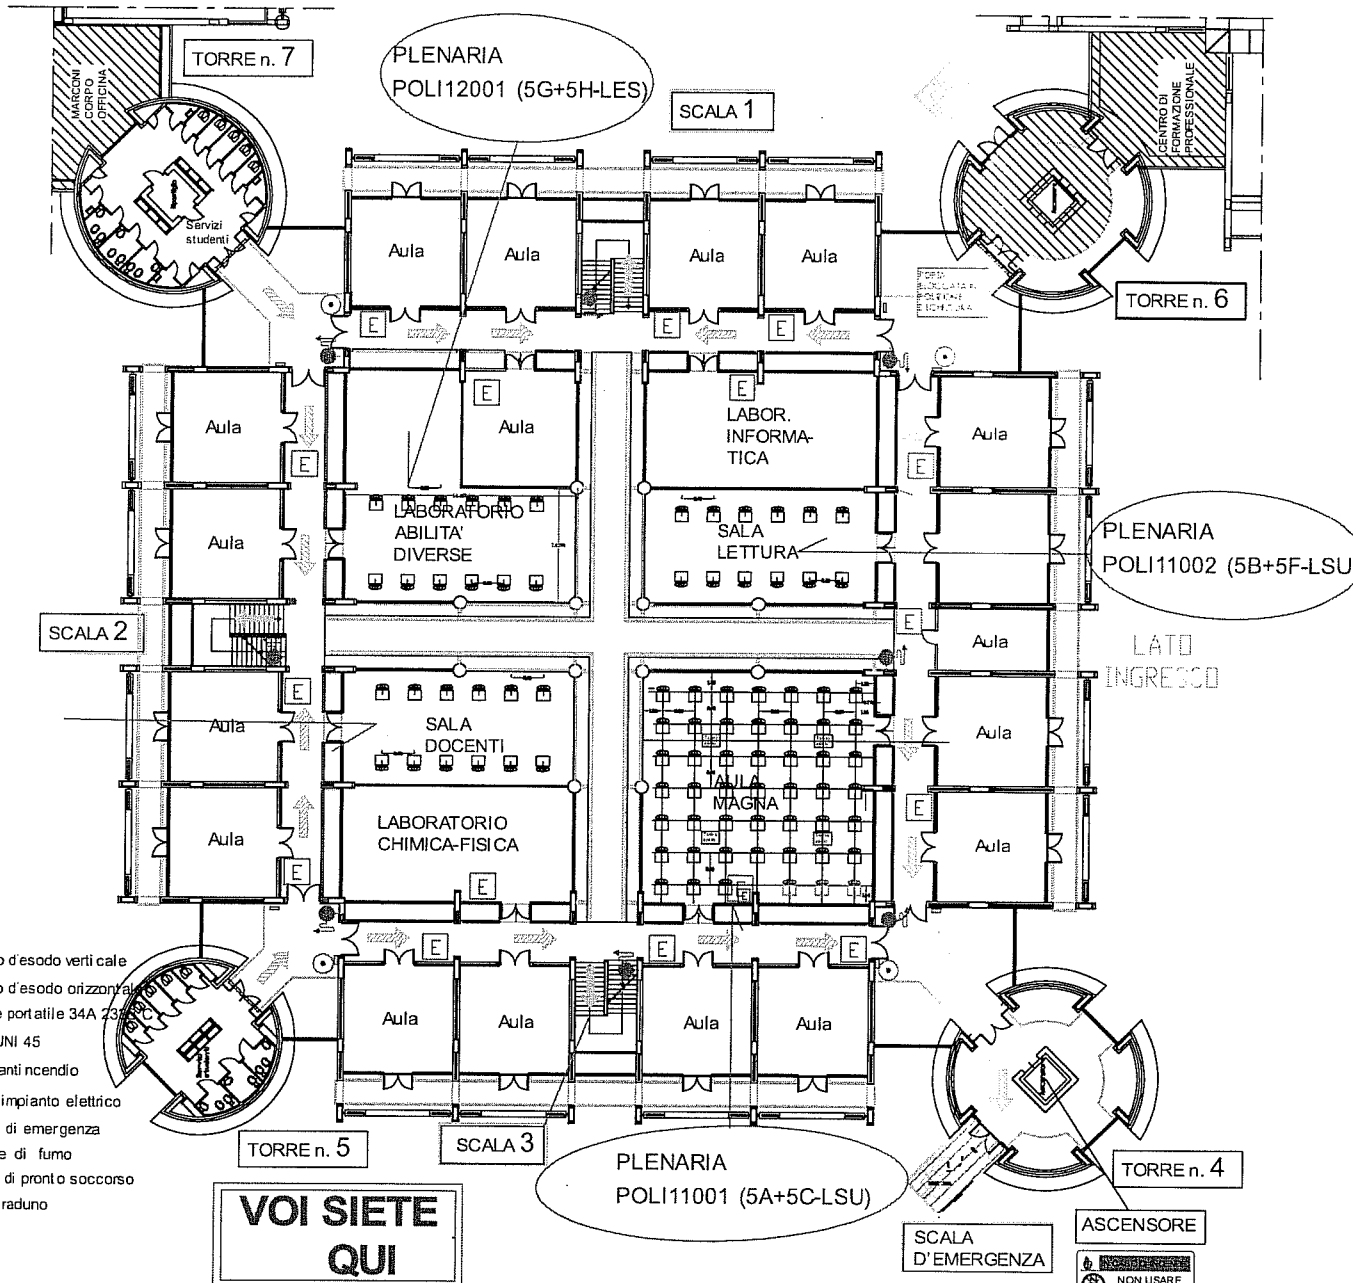 TORRE n. 7
PLENARIA
POLI12001 (5G+5H-LES)
SCALA 1
MARCONI
CORPO
OFFICINA
CENTRO DI
FORMAZIONE
PROFESSIONALE
Servizi
studenti
TORRE n. 6
Aula
Aula
Aula
Aula
E
E
E
E
E
Aula
Aula
LABOR.
INFORMA-
TICA
Aula
E
E
LABORATORIO
ABILITA'
DIVERSE
SALA
LETTURA
Aula
PLENARIA
POLI11002 (5B+5F-LSU
SCALA 2
E
Aula
LATO
INGRESSO
E
Aula
SALA
DOCENTI
Aula
AULA
MAGNA
E
LABORATORIO
CHIMICA-FISICA
Aula
Aula
E
E
E
E
E
E
o d'esodo verticale
o d'esodo orizzontale
e portatile 34A
UNI 45
antincendio
impianto elettrico
di emergenza
e di fumo
di pronto soccorso
raduno
Aula
Aula
Aula
Aula
TORRE n. 5
SCALA 3
PLENARIA
POLI11001 (5A+5C-LSU)
TORRE n. 4
VOI SIETE
QUI
SCALA
D'EMERGENZA
ASCENSORE
NON USARE